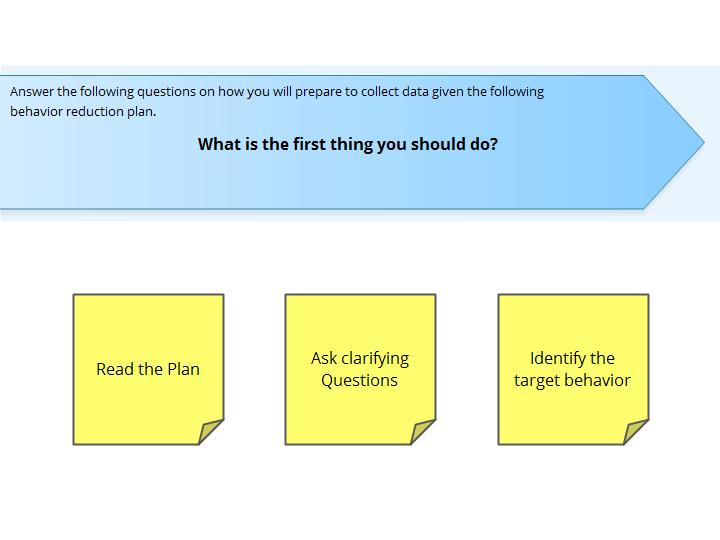 Answer the following questions on how you will prepare to collect data given the following
behavior reduction plan.
What is the first thing you should do?
Read the Plan
Ask clarifying
Questions
Identify the
target behavior